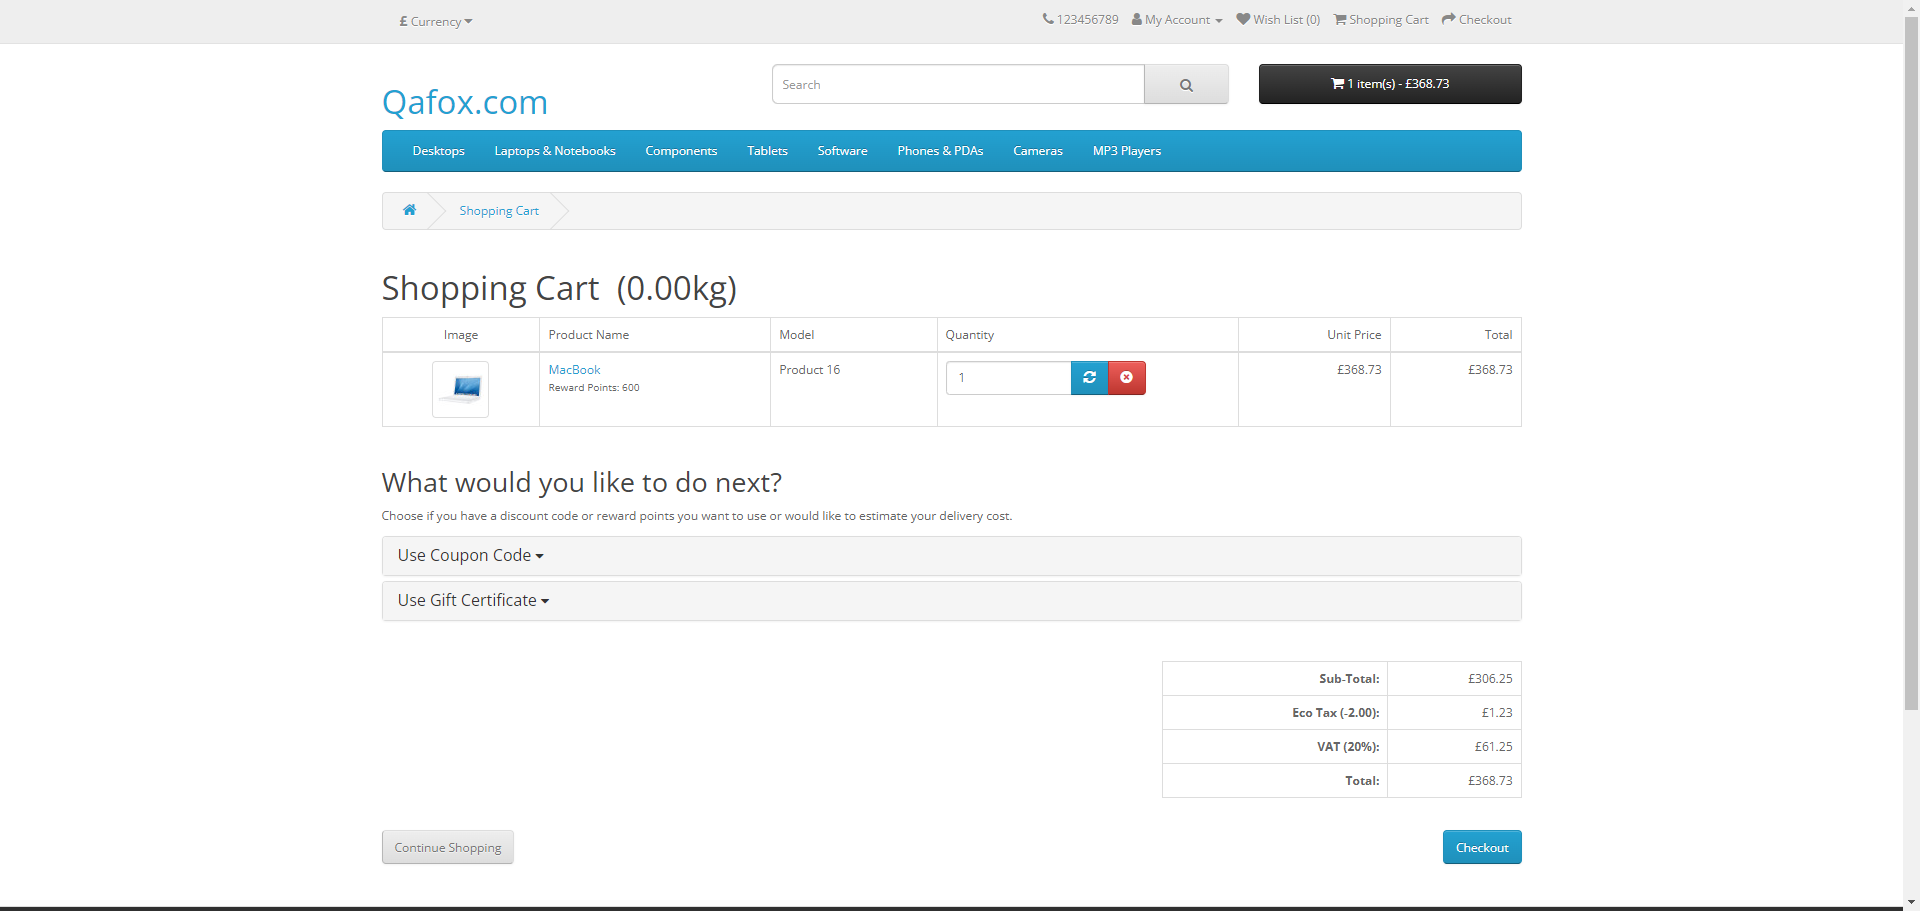 £ Currency
123456789 My Account Wish List (0) Shopping Cart Checkout
Qafox.com
Search
1 item(s) - £368.73
Desktops Laptops & Notebooks Components Tablets Software Phones & PDAs Cameras MP3 Players
Shopping Cart
Shopping Cart (0.00kg)
Image Product Name Model Quantity Unit Price Total
MacBook Product 16 1 £368.73 £368.73
Reward Points: 600
What would you like to do next?
Choose if you have a discount code or reward points you want to use or would like to estimate your delivery cost.
Use Coupon Code
Use Gift Certificate
Sub-Total: £306.25
Eco Tax (-2.00): £1.23
VAT (20%): £61.25
Total: £368.73
Continue Shopping Checkout